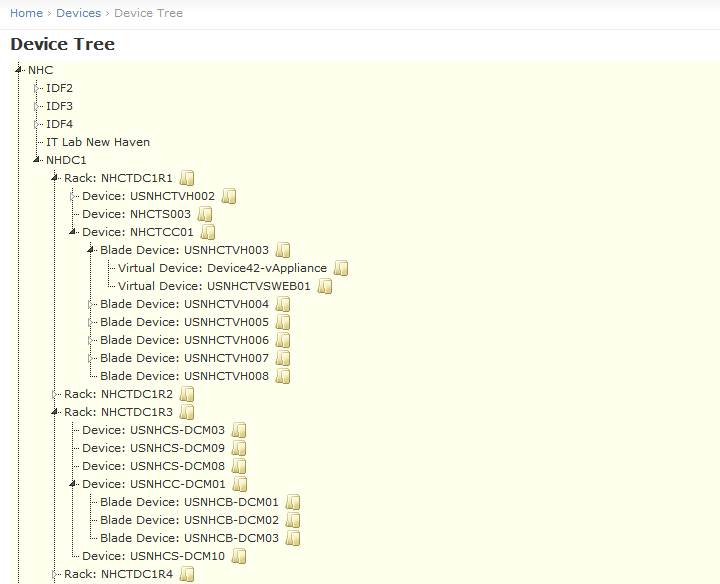 Home › Devices › Device Tree
Device Tree
NHC
IDF2
IDF3
IDF4
IT Lab New Haven
NHDC1
Rack: NHCTDC1R1
Device: USNHCTVH002
Device: NHCTS003
Device: NHCTCC01
Blade Device: USNHCTVH003
Virtual Device: Device42-vAppliance
Virtual Device: USNHCTVSWEB01
Blade Device: USNHCTVH004
Blade Device: USNHCTVH005
Blade Device: USNHCTVH006
Blade Device: USNHCTVH007
Blade Device: USNHCTVH008
Rack: NHCTDC1R2
Rack: NHCTDC1R3
Device: USNHCS-DCM03
Device: USNHCS-DCM09
Device: USNHCS-DCM08
Device: USNHCC-DCM01
Blade Device: USNHCB-DCM01
Blade Device: USNHCB-DCM02
Blade Device: USNHCB-DCM03
Device: USNHCS-DCM10
Rack: NHCTDC1R4